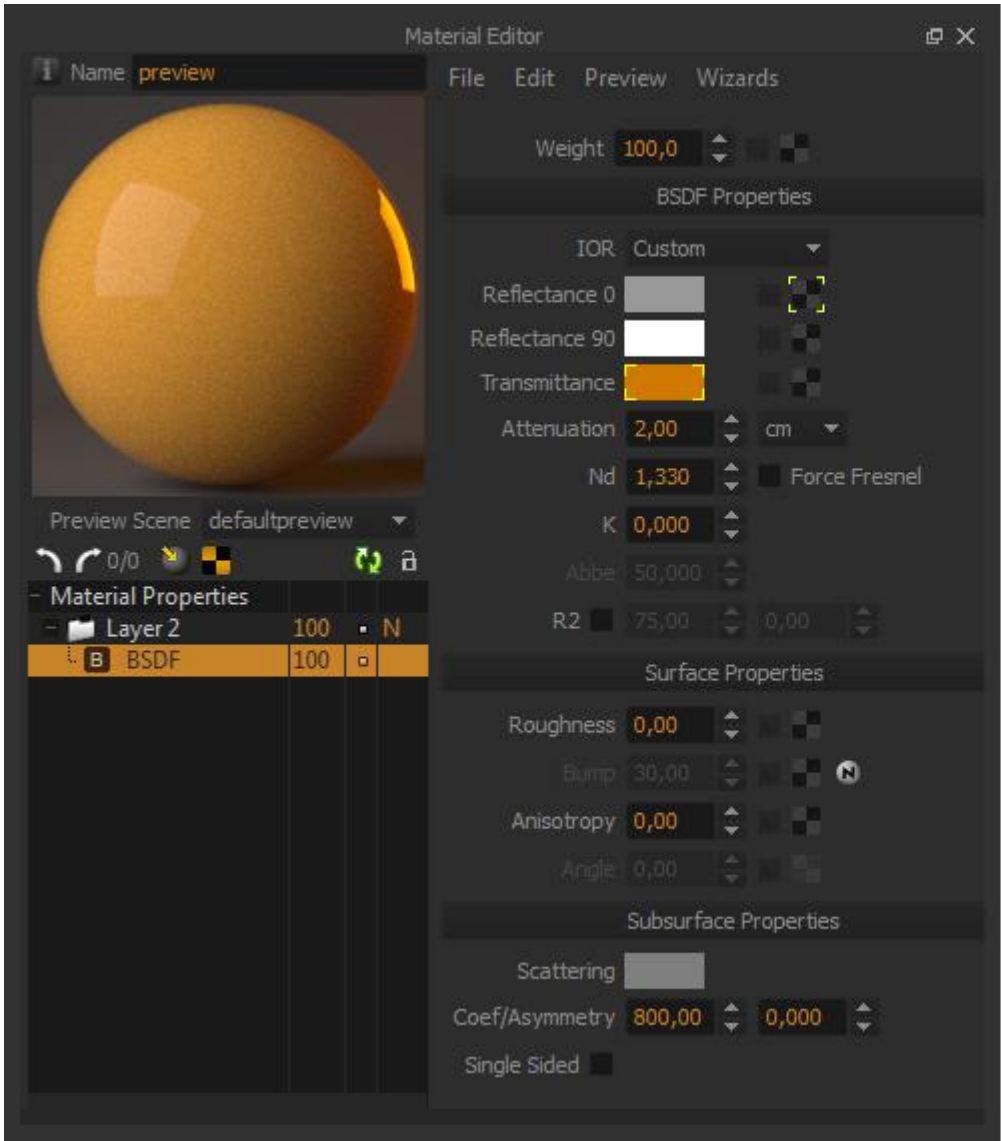 Material Editor
Name preview
File Edit Preview Wizards
Weight 100,0
BSDF Properties
IOR Custom
Reflectance 0
Reflectance 90
Transmittance
Attenuation 2,00 cm
Nd 1,330 Force Fresnel
K 0,000
Abbe 50,000
R2 75,00 0,00
Preview Scene defaultpreview
0/0
Material Properties
Layer 2 100 N
B BSDF 100
Surface Properties
Roughness 0,00
Bump 30,00 N
Anisotropy 0,00
Angle 0,00
Subsurface Properties
Scattering
Coef/Asymmetry 800,00 0,000
Single Sided